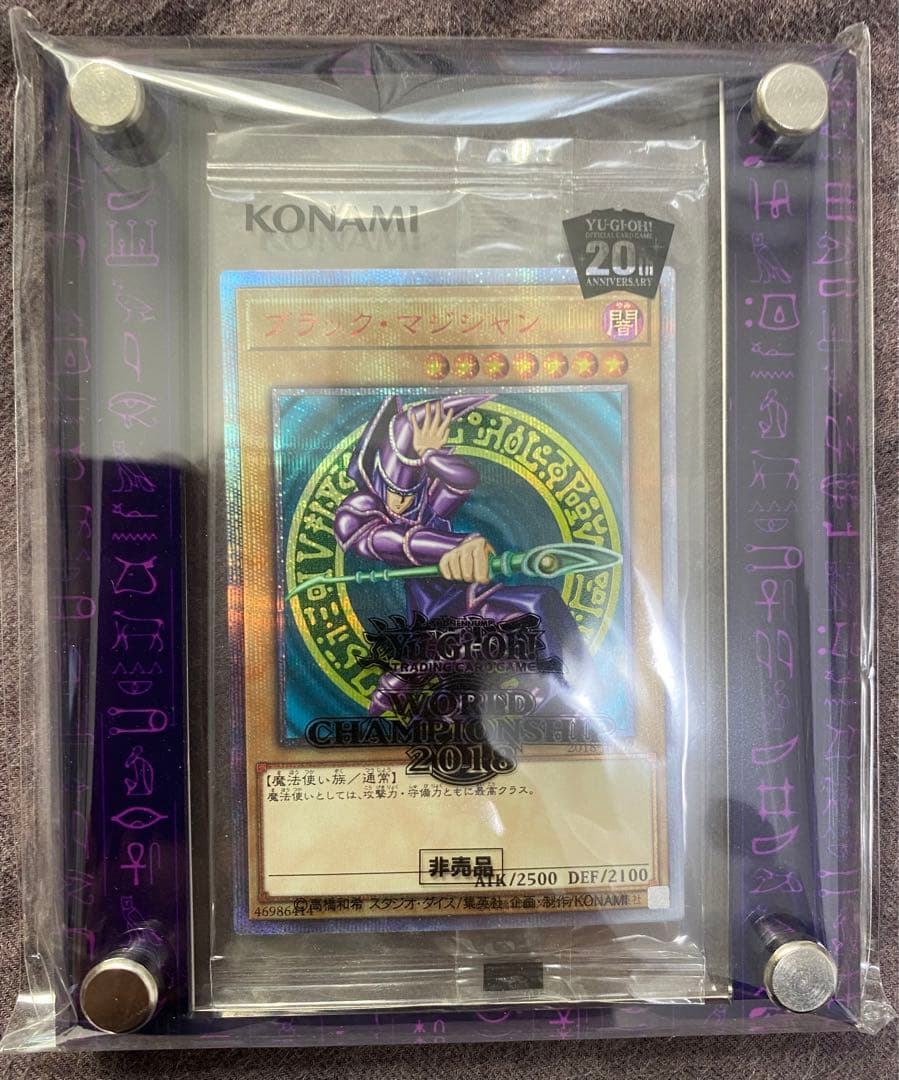 KONAMI
YU-GI-OH!
OFFICIAL CARD GAME
20th
ANNIVERSARY
ブラック・マジシャン
やみ
闇
YU-GI-OH!
TRADING CARD GAME
WORLD
CHAMPIONSHIP
2018
【魔法使い族/通常】
魔法使いとしては、攻撃力・守備力ともに最高クラス。
非売品
ATK/2500 DEF/2100
46986414
©高橋和希 スタジオ・ダイス/集英社 企画・制作/KONAMI